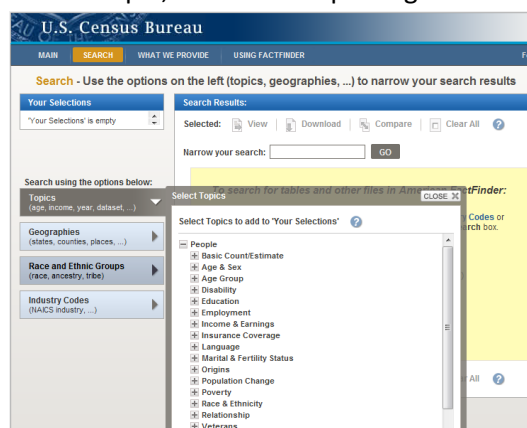 U.S. Census Bureau
MAIN SEARCH WHAT WE PROVIDE USING FACTFINDER
Search - Use the options on the left (topics, geographies, ...) to narrow your search results
Your Selections
'Your Selections' is empty
Search Results:
Selected: View Download Compare Clear All
Narrow your search: GO
Search using the options below:
Topics
(age, income, year, dataset, ...)
Geographies
(states, counties, places, ...)
Race and Ethnic Groups
(race, ancestry, tribe)
Industry Codes
(NAICS industry, ...)
To search for tables and other files in American FactFinder:
Codes or
box.
Select Topics
CLOSE X
Select Topics to add to 'Your Selections'
People
Basic Count/Estimate
Age & Sex
Age Group
Disability
Education
Employment
Income & Earnings
Insurance Coverage
Language
Marital & Fertility Status
Origins
Population Change
Poverty
Race & Ethnicity
Relationship
Veterans
All